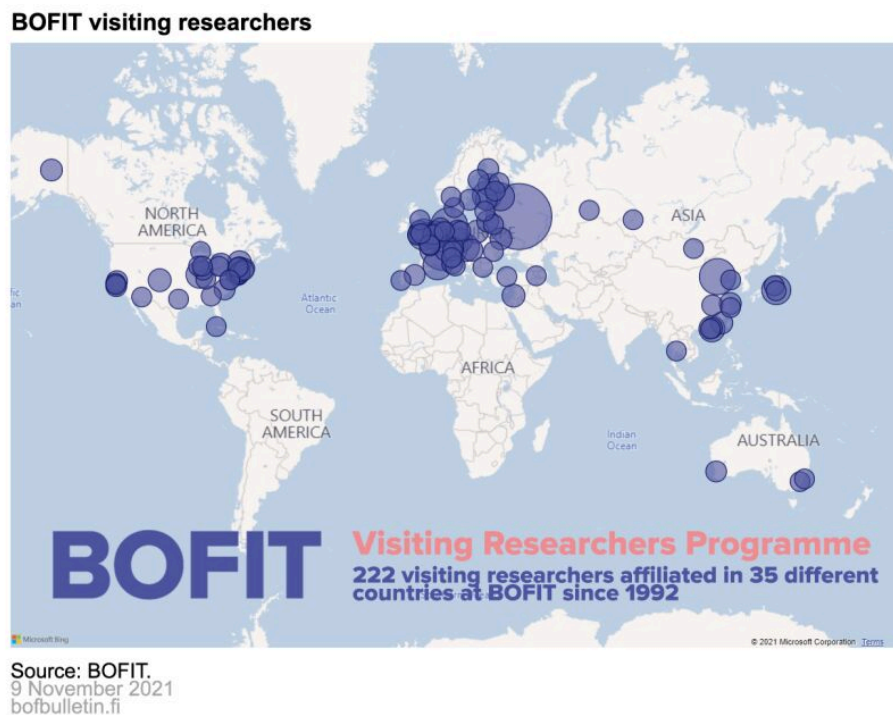 BOFIT visiting researchers
NORTH
AMERICA
ASIA
Atlantic
Ocean
AFRICA
SOUTH
AMERICA
Indian
Ocean
AUSTRALIA
BOFIT
Visiting Researchers Programme
222 visiting researchers affiliated in 35 different
countries at BOFIT since 1992
Microsoft Bing
© 2021 Microsoft Corporation Terms
Source: BOFIT.
9 November 2021
bofbulletin.fi